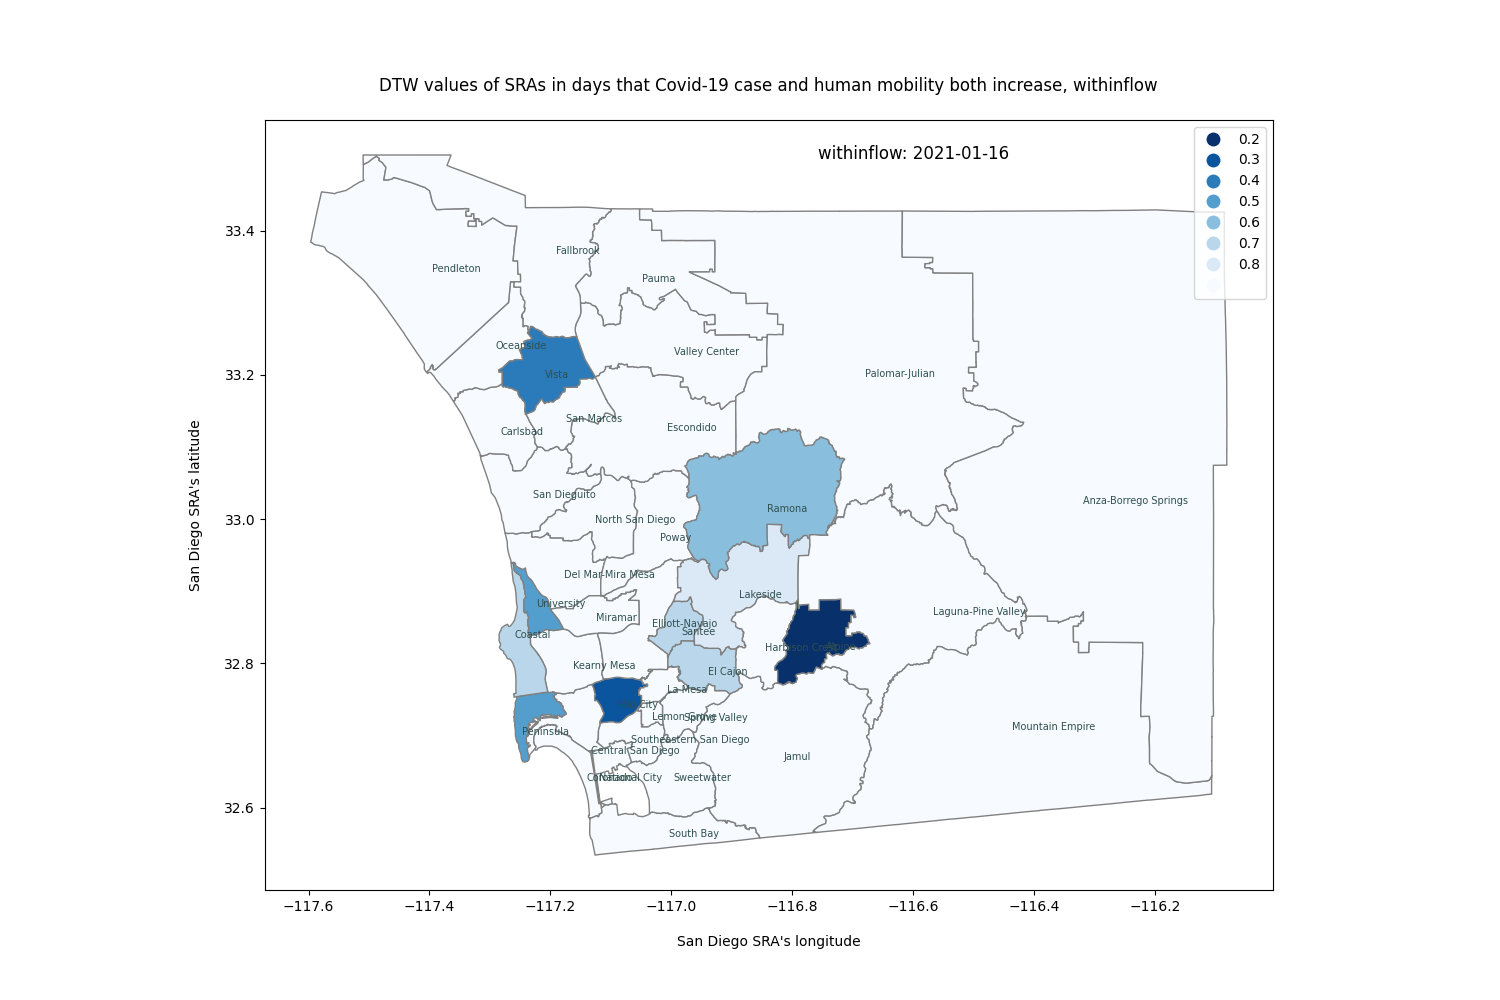 DTW values of SRAs in days that Covid-19 case and human mobility both increase, withinflow
withinflow: 2021-01-16
0.2
0.3
0.4
0.5
0.6
0.7
0.8
33.4
33.2
33.0
32.8
32.6
San Diego SRA's latitude
Fallbrook
Pendleton
Pauma
Oceanside
Valley Center
Vista
Palomar-Julian
San Marcos
Carlsbad
Escondido
San Dieguito
Anza-Borrego Springs
Ramona
North San Diego
Poway
Del Mar-Mira Mesa
Lakeside
University
Laguna-Pine Valley
Miramar
Elliott-Navajo
Santee
Coastal
Harbison Crest
Kearny Mesa
El Cajon
La Mesa
City
Lemon Grove
Spring Valley
Mountain Empire
Peninsula
Southeastern San Diego
Central San Diego
Jamul
National City
Sweetwater
South Bay
−117.6
−117.4
−117.2
−117.0
−116.8
−116.6
−116.4
−116.2
San Diego SRA's longitude